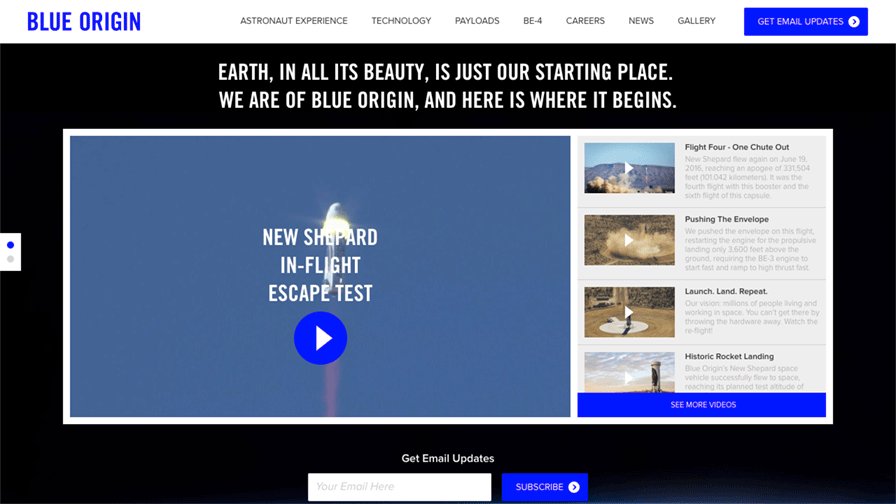 BLUE ORIGIN
ASTRONAUT EXPERIENCE
TECHNOLOGY
PAYLOADS
BE-4
CAREERS
NEWS
GALLERY
GET EMAIL UPDATES
EARTH, IN ALL ITS BEAUTY, IS JUST OUR STARTING PLACE.
WE ARE OF BLUE ORIGIN, AND HERE IS WHERE IT BEGINS.
NEW SHEPARD
IN-FLIGHT
ESCAPE TEST
Flight Four - One Chute Out
New Shepard flew again on June 19,
2016, reaching an apogee of 331,504
feet (101.042 kilometers). It was the
fourth flight with this booster and the
sixth flight of this capsule.
Pushing The Envelope
We pushed the envelope on this flight,
restarting the engine for the propulsive
landing only 3,600 feet above the
ground, requiring the BE-3 engine to
start fast and ramp to high thrust fast.
Launch. Land. Repeat.
Our vision: millions of people living and
working in space. You can't get there by
throwing the hardware away. Watch the
re-flight!
Historic Rocket Landing
Blue Origin's New Shepard space
vehicle successfully flew to space,
reaching its planned test altitude of
SEE MORE VIDEOS
Get Email Updates
Your Email Here
SUBSCRIBE